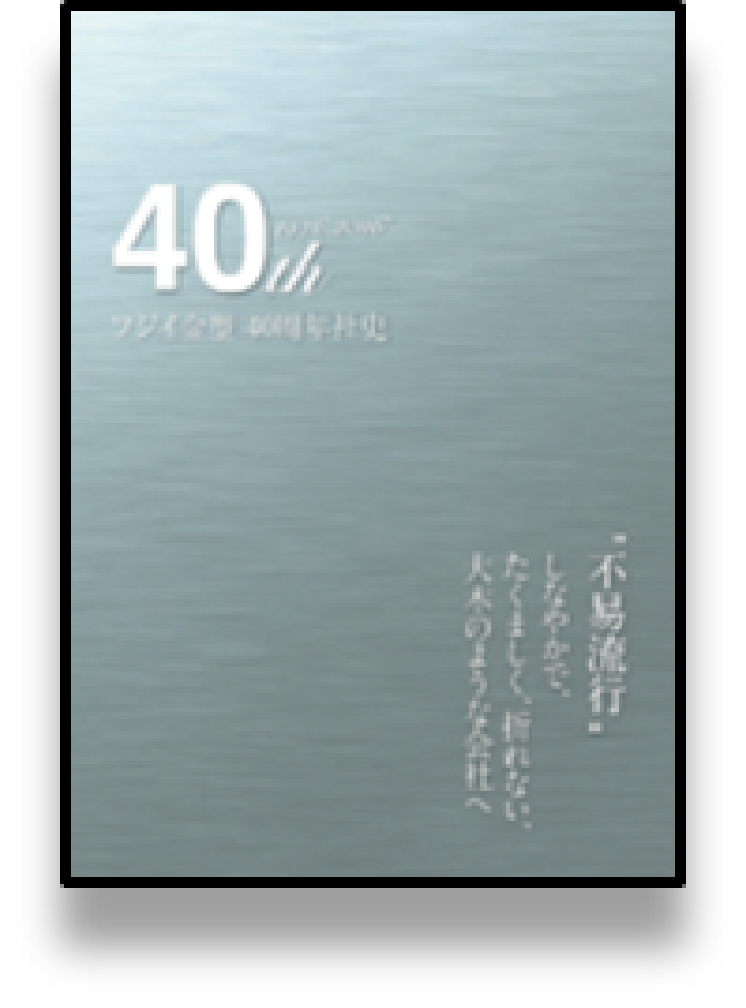 40th
フジイ金型 40周年社史
"不易流行"
しなやかで、
たくましく、折れない、
大木のような会社へ